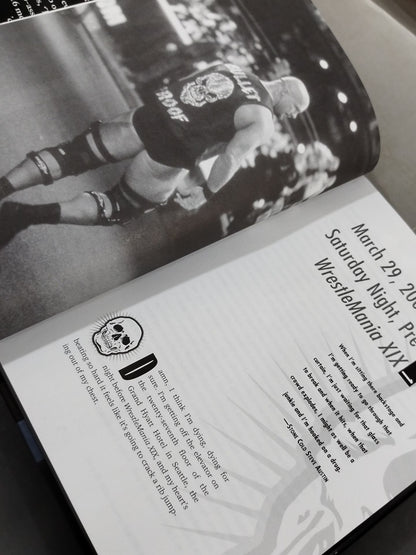 BULLET
PROOF
March 29, 20
Saturday Night, Pre
WrestleMania XIX
When I'm sitting there backstage and
I'm getting ready to go through that
curtain, I'm just waiting for that glass
to break and when it hits, when that
crowd explodes, I might as well be a
junkie and I'm hooked on a drug.
—Stone Cold Steve Austin
Damn, I think I'm dying, dying for
sure. I'm getting off the elevator on
the twenty-seventh floor of the
Grand Hyatt Hotel in Seattle, the
night before WrestleMania XIX, and my heart's
beating so hard it feels like it's going to crack a rib jump-
ing out of my chest.